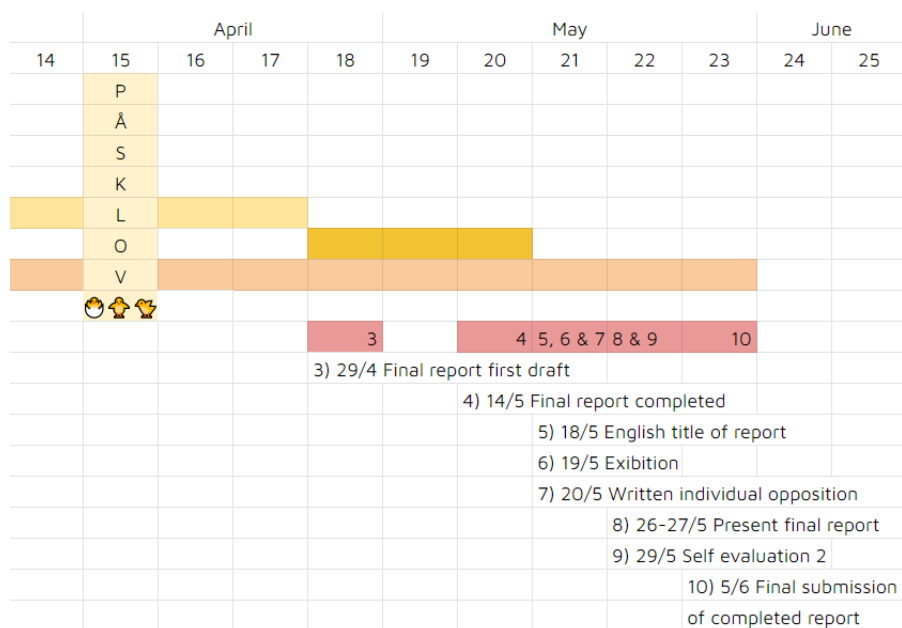 April May June
14 15 16 17 18 19 20 21 22 23 24 25
P
Å
S
K
L
O
V
3 4 5, 6 & 7 8 & 9 10
3) 29/4 Final report first draft
4) 14/5 Final report completed
5) 18/5 English title of report
6) 19/5 Exibition
7) 20/5 Written individual opposition
8) 26-27/5 Present final report
9) 29/5 Self evaluation 2
10) 5/6 Final submission
of completed report